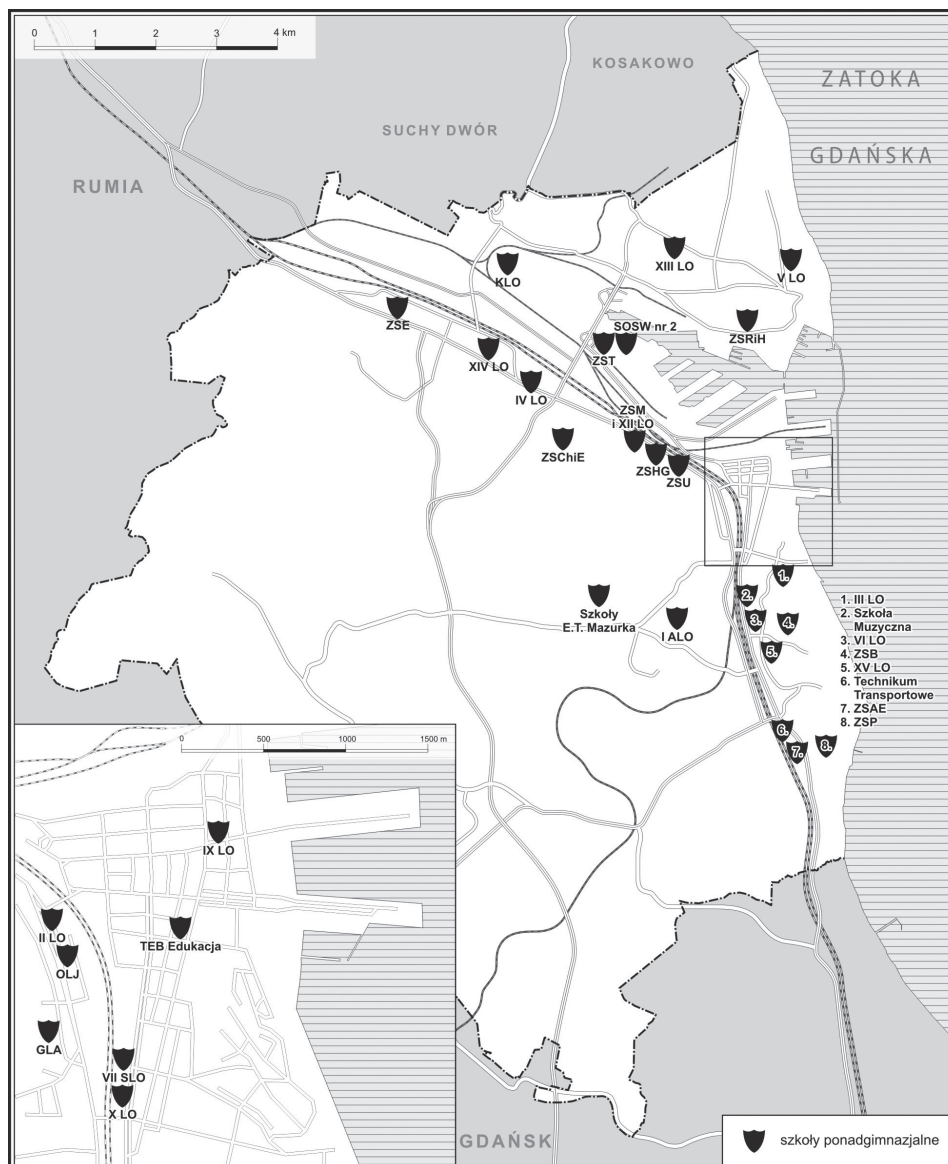 0 1 2 3 4 km
KOSAKOWO
ZATOKA
GDAŃSKA
SUCHY DWÓR
RUMIA
XIII LO
V LO
KLO
ZSE
ZSRiH
SOSW nr 2
ZST
XIV LO
IV LO
ZSM
i XII LO
ZSChiE
ZSHG
ZSU
Szkoły
E.T. Mazurka
I ALO
1.
2.
3.
4.
5.
6.
7.
8.
1. III LO
2. Szkoła
Muzyczna
3. VI LO
4. ZSB
5. XV LO
6. Technikum
Transportowe
7. ZSAE
8. ZSP
0 500 1000 1500 m
IX LO
II LO
TEB Edukacja
OLJ
GLA
VII SLO
X LO
GDAŃSK
szkoły ponadgimnazjalne